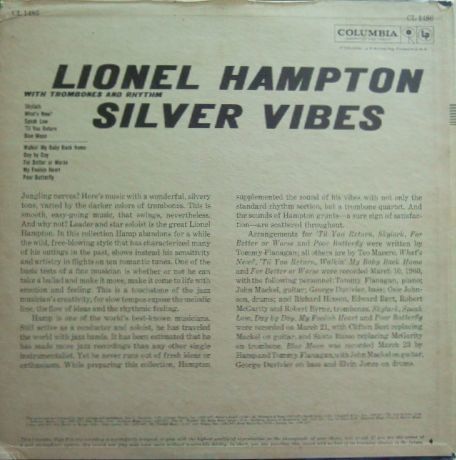 CL 1486
CL 1486
COLUMBIA
LIONEL HAMPTON
WITH TROMBONES AND RHYTHM
SILVER VIBES
Skylark
What's New?
Speak Low
'Til You Return
Blue Moon
Walkin' My Baby Back Home
Day by Day
For Better or Worse
My Foolish Heart
Poor Butterfly
Jangling nerves? Here's music with a wonderful, silvery
tone, varied by the darker colors of trombones. This is
smooth, easy-going music, that swings, nevertheless.
And why not? Leader and star soloist is the great Lionel
Hampton. In this collection Hamp abandons for a while
the wild, free-blowing style that has characterized many
of his outings in the past, shows instead his sensitivity
and artistry in flights on ten romantic tunes. One of the
basic tests of a fine musician is whether or not he can
take a ballad and make it move, make it come to life with
emotion and feeling. This is a touchstone of the jazz
musician's creativity, for slow tempos expose the melodic
line, the flow of ideas and the rhythmic feeling.
Hamp is one of the world's best-known musicians.
Still active as a conductor and soloist, he has traveled
the world with jazz bands. It has been estimated that he
has made more jazz recordings than any other single
instrumentalist. Yet he never runs out of fresh ideas or
enthusiasm. While preparing this collection, Hampton
supplemented the sound of his vibes with not only the
standard rhythm section, but a trombone quartet. And
the sounds of Hampton grunts—a sure sign of satisfac-
tion—are scattered throughout.
Arrangements for 'Til You Return, Skylark, For
Better or Worse and Poor Butterfly were written by
Tommy Flanagan; all others are by Teo Macero. What's
New?, 'Til You Return, Walkin' My Baby Back Home
and For Better or Worse were recorded March 10, 1960,
with the following personnel: Tommy Flanagan, piano;
John Mackel, guitar; George Duvivier, bass; Osie John-
son, drums; and Richard Hixson, Eddie Bert, Robert
McGarity and Robert Byrne, trombones. Skylark, Speak
Low, Day by Day, My Foolish Heart and Poor Butterfly
were recorded on March 21, with Clifton Best replacing
Mackel on guitar, and Santo Russo replacing McGarity
on trombone. Blue Moon was recorded March 23 by
Hamp and Tommy Flanagan, with John Mackel on guitar,
George Duvivier on bass and Elvin Jones on drums.